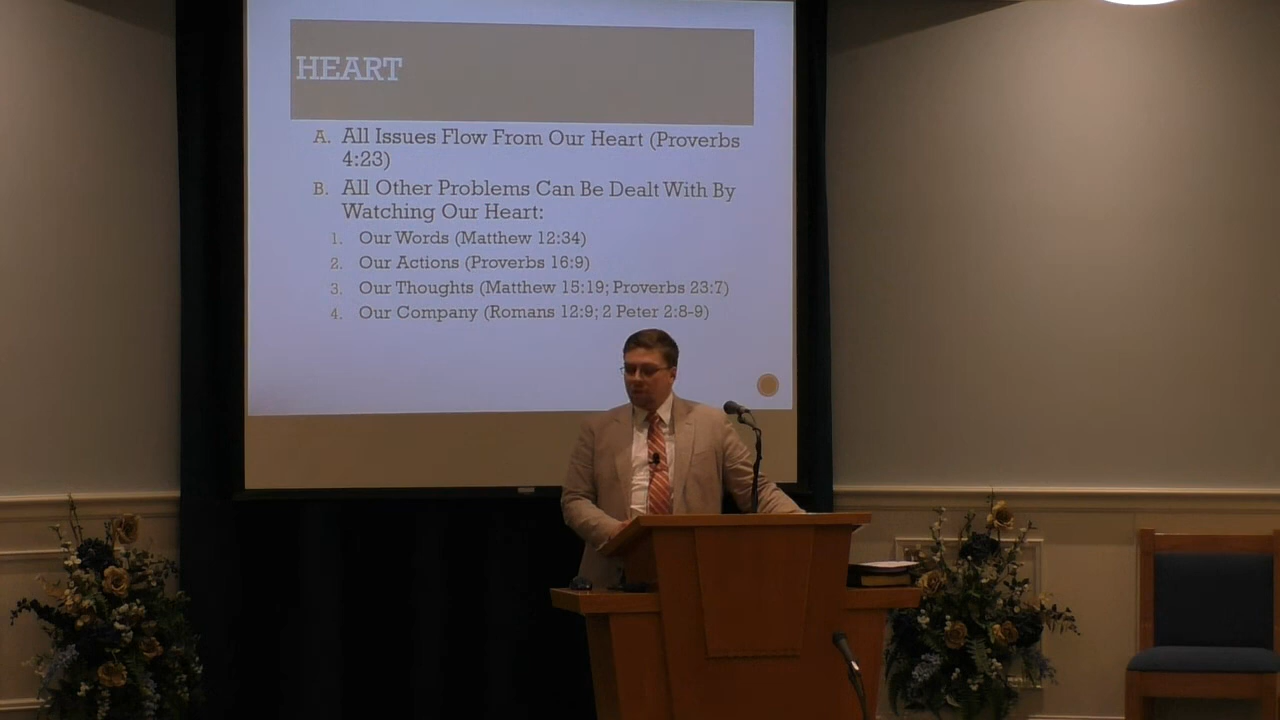 HEART
A. All Issues Flow From Our Heart (Proverbs
4:23)
B. All Other Problems Can Be Dealt With By
Watching Our Heart:
1. Our Words (Matthew 12:34)
2. Our Actions (Proverbs 16:9)
3. Our Thoughts (Matthew 15:19; Proverbs 23:7)
4. Our Company (Romans 12:9; 2 Peter 2:8-9)